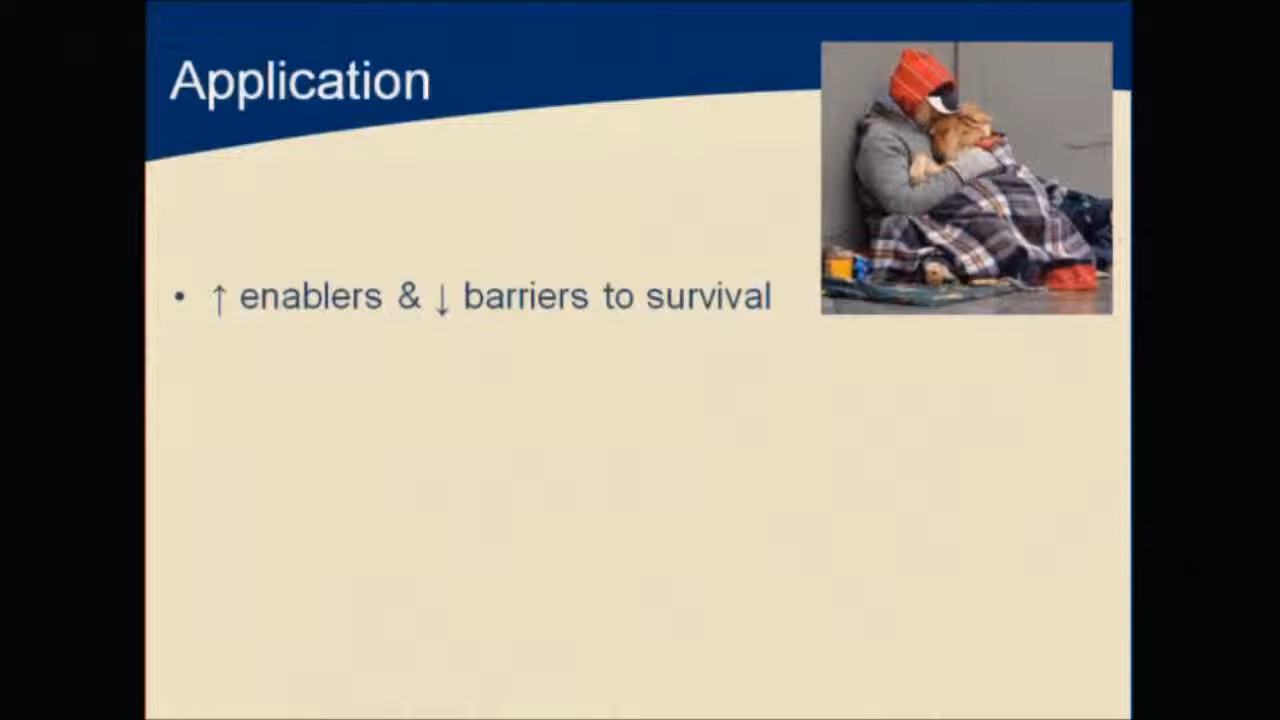 Application
• ↑ enablers & ↓ barriers to survival